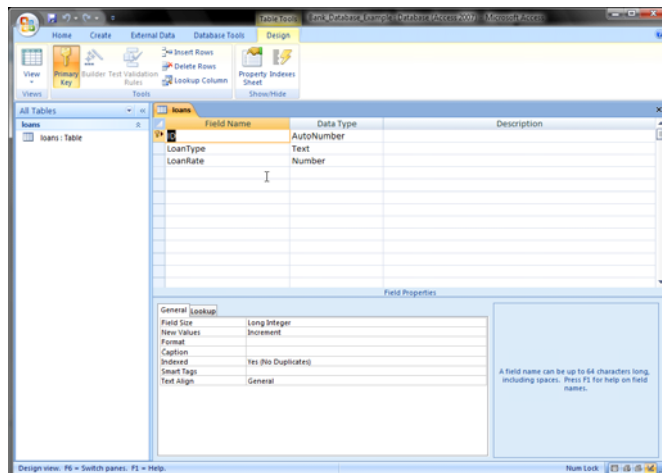 Table Tools
Bank_Database_Example : Database (Access 2007) - Microsoft Access
Home Create External Data Database Tools Design
View
Primary Key
Builder
Test Validation Rules
Insert Rows
Delete Rows
Lookup Column
Property Sheet
Indexes
Views
Tools
Show/Hide
All Tables
loans
loans : Table
loans
Field Name Data Type Description
ID AutoNumber
LoanType Text
LoanRate Number
Field Properties
General Lookup
Field Size Long Integer
New Values Increment
Format
Caption
Indexed Yes (No Duplicates)
Smart Tags
Text Align General
A field name can be up to 64 characters long,
including spaces. Press F1 for help on field
names.
Design view. F6 = Switch panes. F1 = Help.
Num Lock